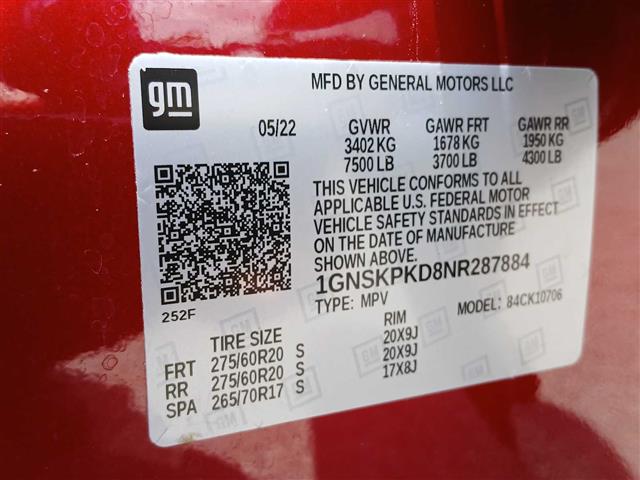 gm
MFD BY GENERAL MOTORS LLC
05/22 GVWR GAWR FRT GAWR RR
3402 KG 1678 KG 1950 KG
7500 LB 3700 LB 4300 LB
THIS VEHICLE CONFORMS TO ALL
APPLICABLE U.S. FEDERAL MOTOR
VEHICLE SAFETY STANDARDS IN EFFECT
ON THE DATE OF MANUFACTURE
SHOWN ABOVE.
1GNSKPKD8NR287884
252F
TYPE: MPV MODEL: 84CK10706
TIRE SIZE RIM
FRT 275/60R20 S 20X9J
RR 275/60R20 S 20X9J
SPA 265/70R17 S 17X8J